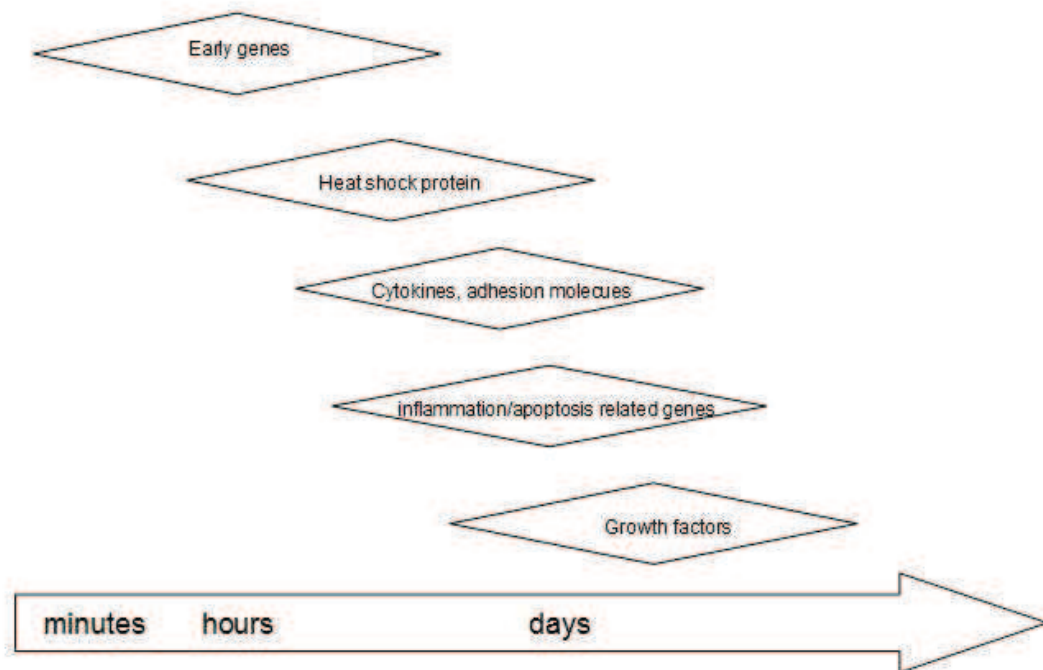 Early genes
Heat shock protein
Cytokines, adhesion molecues
inflammation/apoptosis related genes
Growth factors
minutes hours days